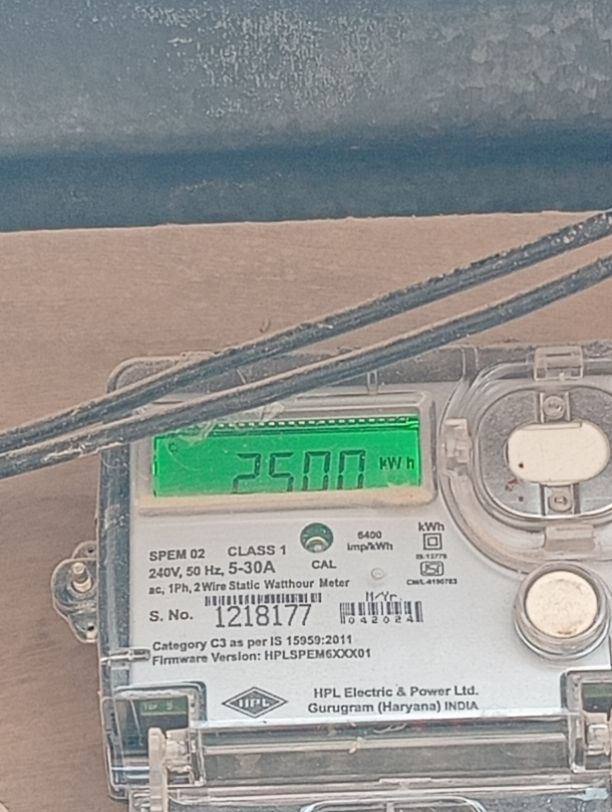 2500 kWh
SPEM 02 CLASS 1
240V, 50 Hz, 5-30A
CAL
6400
imp/kWh
kWh
ac, 1Ph, 2 Wire Static Watthour Meter
S. No. 1218177
M/Yr.
042024
Category C3 as per IS 15959:2011
Firmware Version: HPLSPEM6XXX01
HPL
HPL Electric & Power Ltd.
Gurugram (Haryana) INDIA